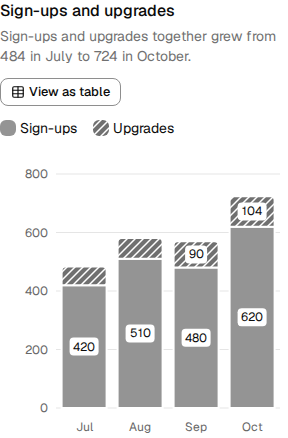 Sign-ups and upgrades
Sign-ups and upgrades together grew from
484 in July to 724 in October.
View as table
Sign-ups Upgrades
800
600
400
200
0
104
90
420
510
480
620
Jul Aug Sep Oct